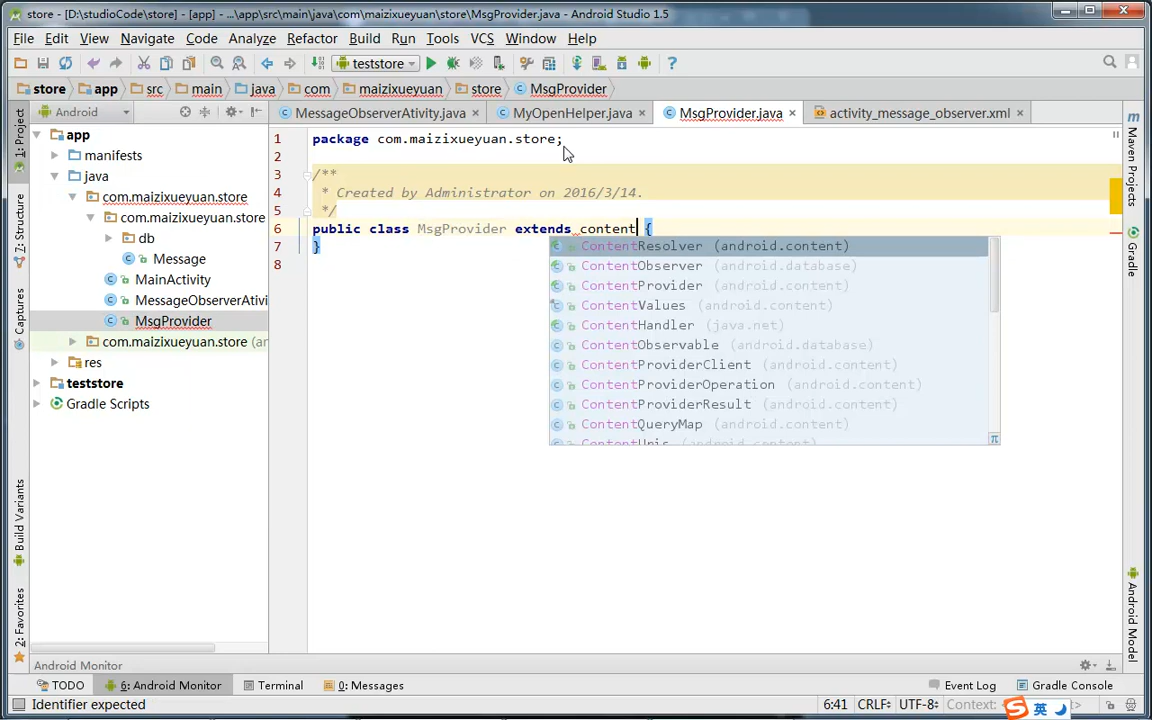 store - [D:\studioCode\store] - [app] - ...\app\src\main\java\com\maizixueyuan\store\MsgProvider.java - Android Studio 1.5
File Edit View Navigate Code Analyze Refactor Build Run Tools VCS Window Help
teststore
store app src main java com maizixueyuan store MsgProvider
Android
MessageObserverAtivity.java MyOpenHelper.java MsgProvider.java activity_message_observer.xml
app
manifests
java
com.maizixueyuan.store
com.maizixueyuan.store
db
Message
MainActivity
MessageObserverAtivi
MsgProvider
com.maizixueyuan.store (ar
res
teststore
Gradle Scripts
1 package com.maizixueyuan.store;
2
3 /**
4 * Created by Administrator on 2016/3/14.
5 */
6 public class MsgProvider extends content {
7 }
8
ContentResolver (android.content)
ContentObserver (android.database)
ContentProvider (android.content)
ContentValues (android.content)
ContentHandler (java.net)
ContentObservable (android.database)
ContentProviderClient (android.content)
ContentProviderOperation (android.content)
ContentProviderResult (android.content)
ContentQueryMap (android.content)
ContentUris (android.content)
π
1: Project
7: Structure
Captures
Build Variants
2: Favorites
Maven Projects
Gradle
Android Model
Android Monitor
TODO 6: Android Monitor Terminal 0: Messages Event Log Gradle Console
Identifier expected 6:41 CRLF UTF-8 Context: 英